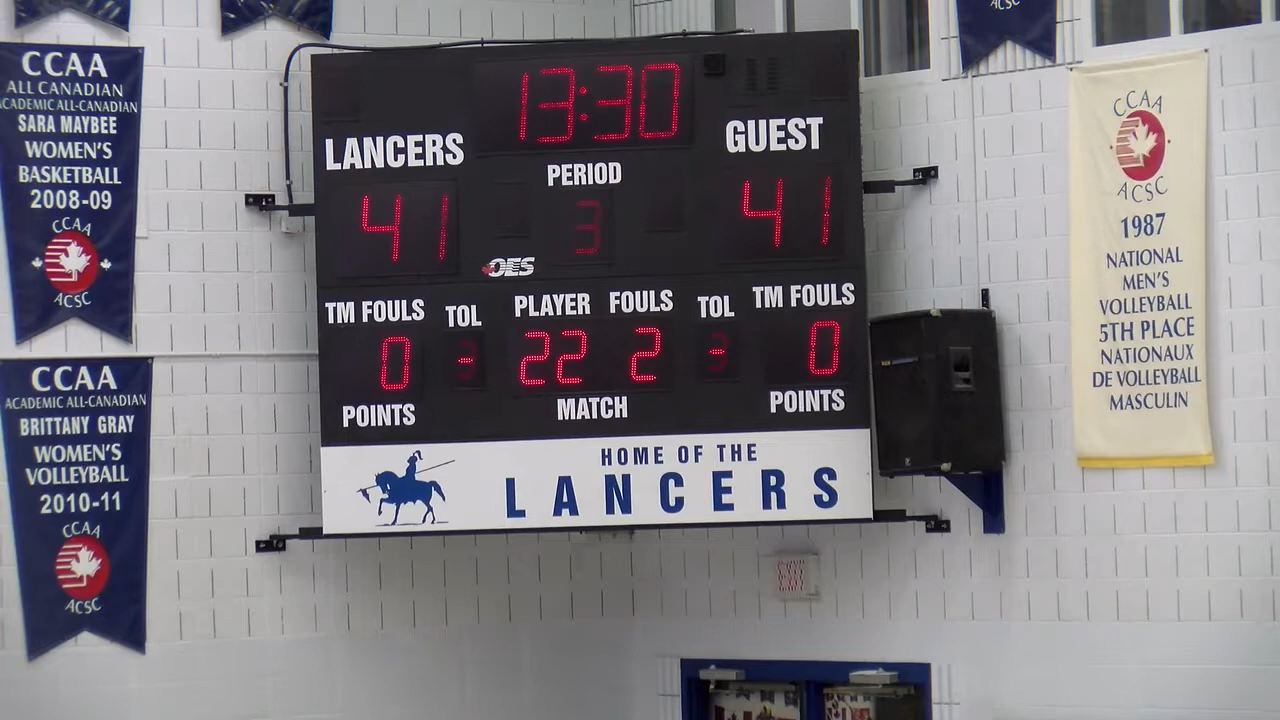 CCAA
ALL CANADIAN
ACADEMIC ALL-CANADIAN
SARA MAYBEE
WOMEN'S
BASKETBALL
2008-09
CCAA
ACSC
CCAA
ACADEMIC ALL-CANADIAN
BRITTANY GRAY
WOMEN'S
VOLLEYBALL
2010-11
CCAA
ACSC
13:30
LANCERS
GUEST
PERIOD
41
3
41
OES
TM FOULS
TOL
PLAYER
FOULS
TOL
TM FOULS
0
22
2
0
POINTS
MATCH
POINTS
HOME OF THE
LANCERS
ACSC
CCAA
ACSC
1987
NATIONAL
MEN'S
VOLLEYBALL
5TH PLACE
NATIONAUX
DE VOLLEYBALL
MASCULIN